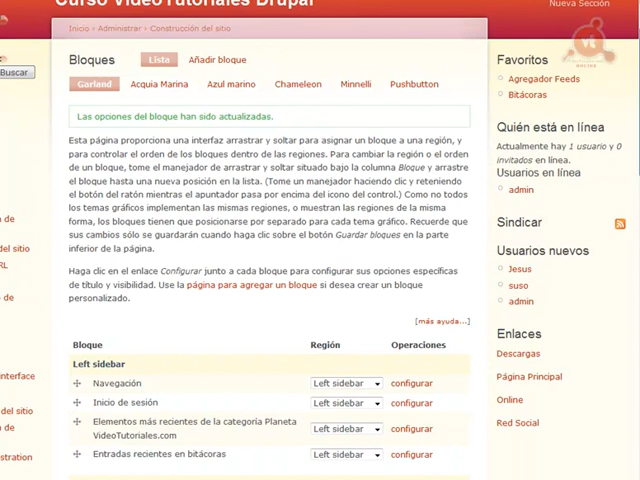 Curso VideoTutoriales Drupal
Nueva Sección
Inicio › Administrar › Construcción del sitio
vt
ONLINE
Bloques
Lista
Añadir bloque
Buscar
Garland
Acquia Marina
Azul marino
Chameleon
Minnelli
Pushbutton
Las opciones del bloque han sido actualizadas.
Esta página proporciona una interfaz arrastrar y soltar para asignar un bloque a una región, y
para controlar el orden de los bloques dentro de las regiones. Para cambiar la región o el orden
de un bloque, tome el manejador de arrastrar y soltar situado bajo la columna Bloque y arrastre
el bloque hasta una nueva posición en la lista. (Tome un manejador haciendo clic y reteniendo
el botón del ratón mientras el apuntador pasa por encima del icono del control.) Como no todos
los temas gráficos implementan las mismas regiones, o muestran las regiones de la misma
forma, los bloques tienen que posicionarse por separado para cada tema gráfico. Recuerde que
sus cambios sólo se guardarán cuando haga clic sobre el botón Guardar bloques en la parte
inferior de la página.
Haga clic en el enlace Configurar junto a cada bloque para configurar sus opciones específicas
de título y visibilidad. Use la página para agregar un bloque si desea crear un bloque
personalizado.
[más ayuda...]
Bloque Región Operaciones
Left sidebar
Navegación Left sidebar configurar
Inicio de sesión Left sidebar configurar
Elementos más recientes de la categoría Planeta
VideoTutoriales.com Left sidebar configurar
Entradas recientes en bitácoras Left sidebar configurar
Favoritos
Agregador Feeds
Bitácoras
Quién está en línea
Actualmente hay 1 usuario y 0
invitados en línea.
Usuarios en línea
admin
Sindicar
Usuarios nuevos
Jesus
suso
admin
Enlaces
Descargas
Página Principal
Online
Red Social
de
del sitio
RL
de
interface
del sitio
de
stration